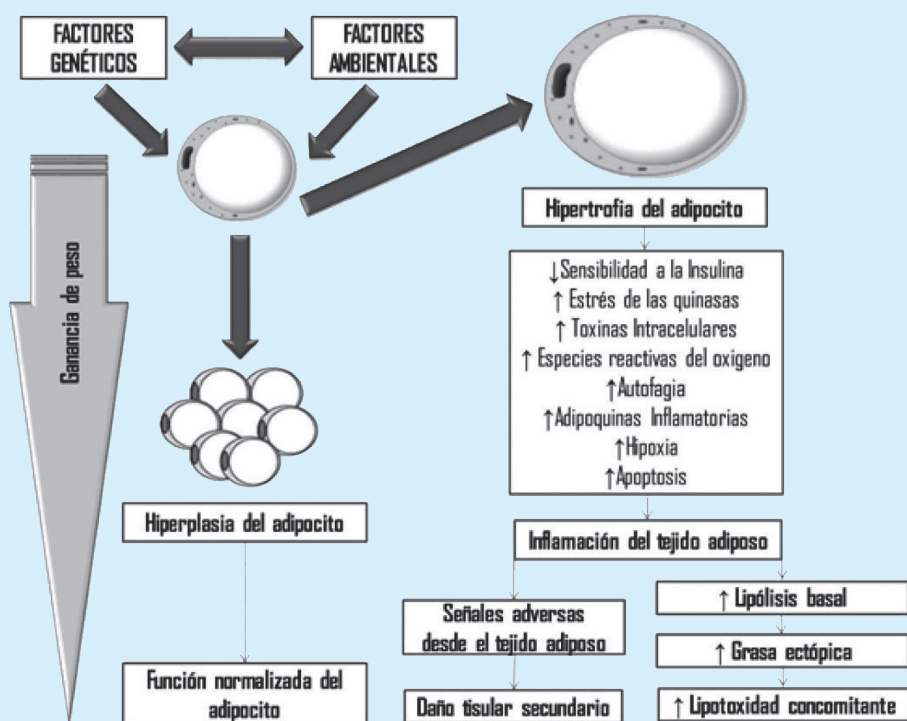 FACTORES
GENÉTICOS
FACTORES
AMBIENTALES
Ganancia de peso
Hipertrofia del adipocito
↓Sensibilidad a la Insulina
↑ Estrés de las quinasas
↑ Toxinas Intracelulares
↑ Especies reactivas del oxigeno
↑Autofagia
↑Adipoquinas Inflamatorias
↑Hipoxia
↑Apoptosis
Hiperplasia del adipocito
Función normalizada del
adipocito
Inflamación del tejido adiposo
Señales adversas
desde el tejido adiposo
Daño tisular secundario
↑ Lipólisis basal
↑ Grasa ectópica
↑ Lipotoxidad concomitante